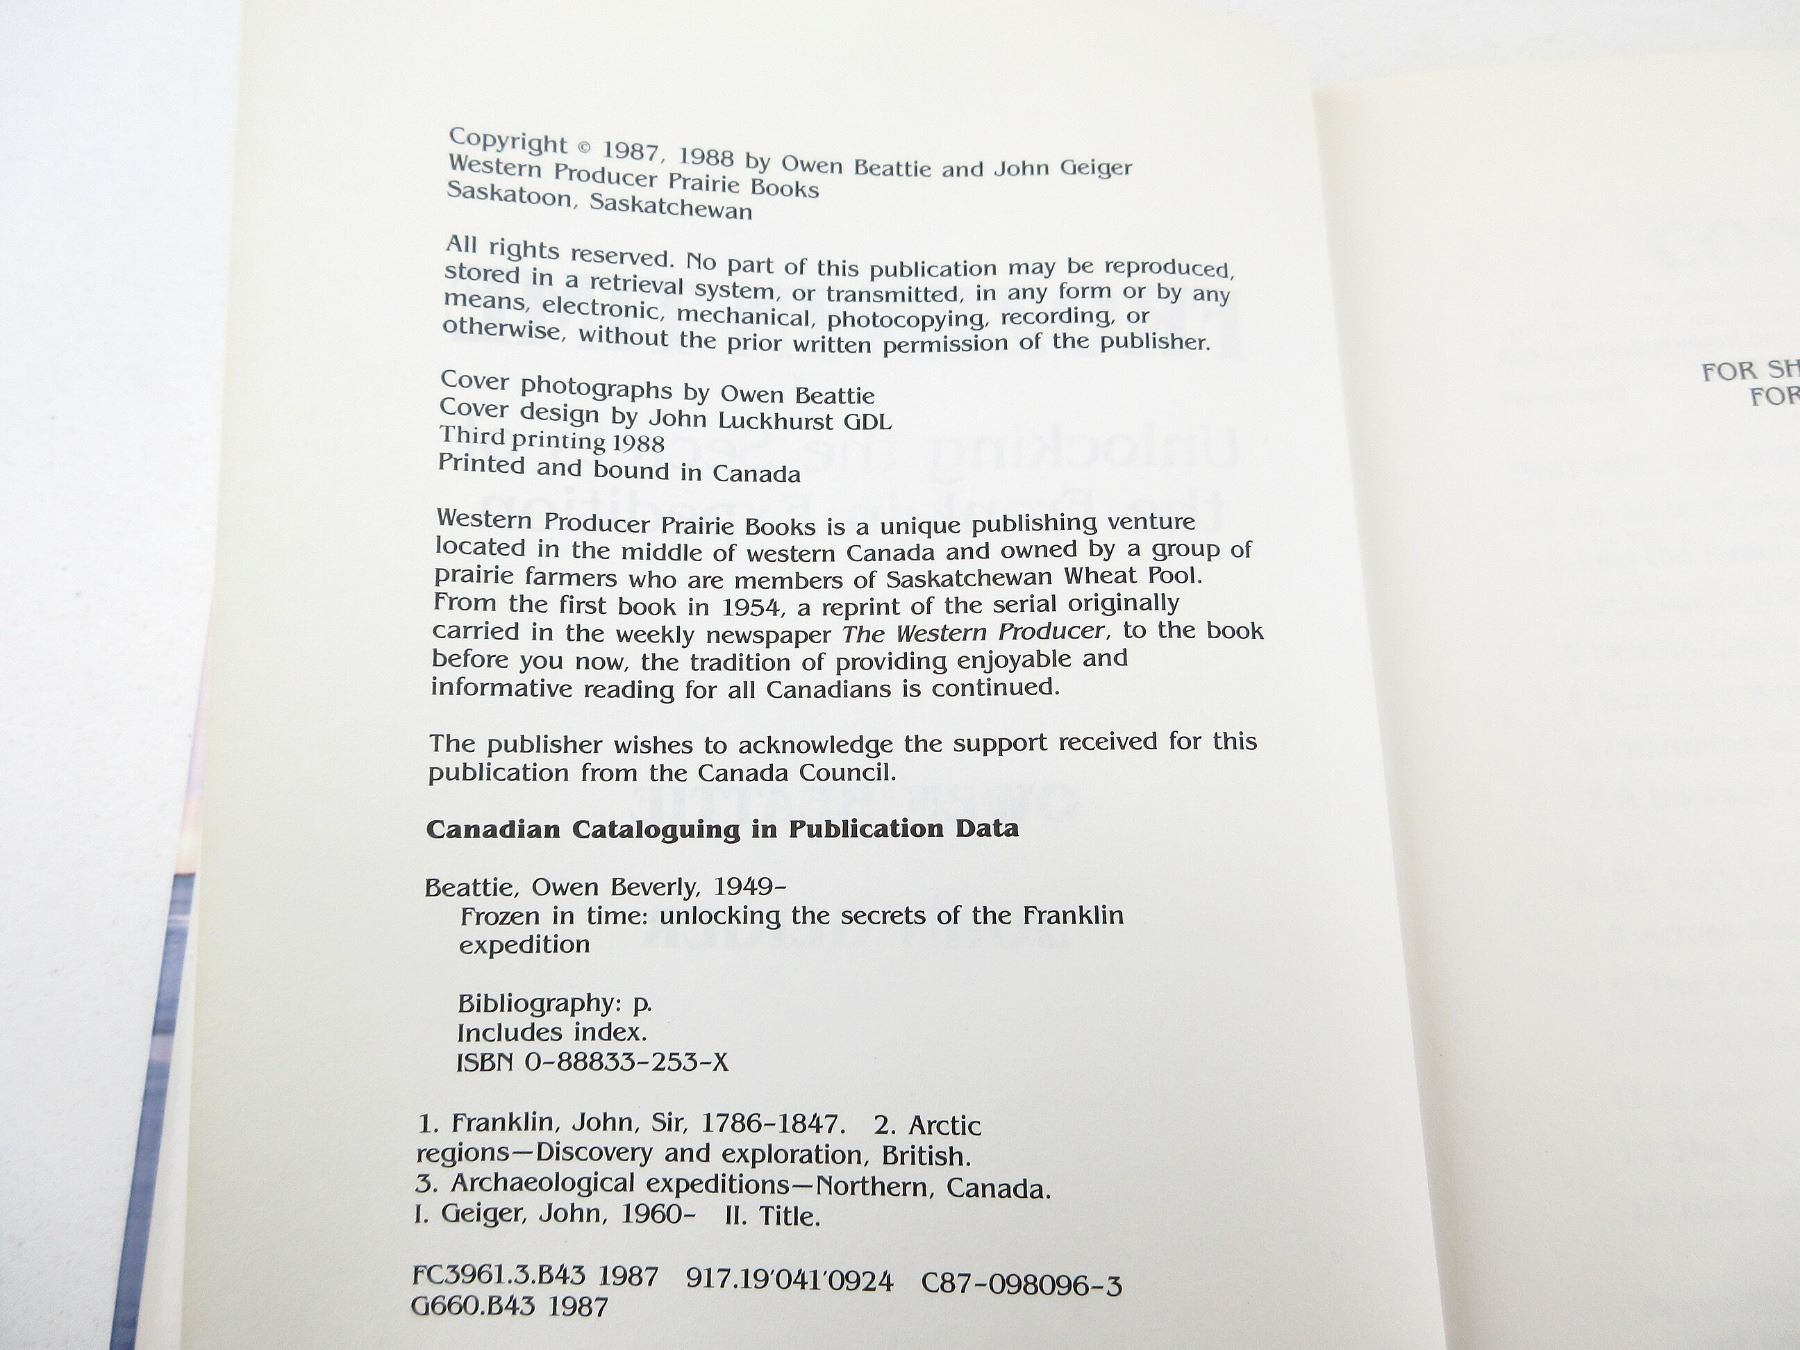 Copyright © 1987, 1988 by Owen Beattie and John Geiger
Western Producer Prairie Books
Saskatoon, Saskatchewan
All rights reserved. No part of this publication may be reproduced,
stored in a retrieval system, or transmitted, in any form or by any
means, electronic, mechanical, photocopying, recording, or
otherwise, without the prior written permission of the publisher.
Cover photographs by Owen Beattie
Cover design by John Luckhurst GDL
Third printing 1988
Printed and bound in Canada
Western Producer Prairie Books is a unique publishing venture
located in the middle of western Canada and owned by a group of
prairie farmers who are members of Saskatchewan Wheat Pool.
From the first book in 1954, a reprint of the serial originally
carried in the weekly newspaper The Western Producer, to the book
before you now, the tradition of providing enjoyable and
informative reading for all Canadians is continued.
The publisher wishes to acknowledge the support received for this
publication from the Canada Council.
Canadian Cataloguing in Publication Data
Beattie, Owen Beverly, 1949–
Frozen in time: unlocking the secrets of the Franklin
expedition
Bibliography: p.
Includes index.
ISBN 0–88833–253–X
1. Franklin, John, Sir, 1786–1847. 2. Arctic
regions—Discovery and exploration, British.
3. Archaeological expeditions—Northern, Canada.
I. Geiger, John, 1960– II. Title.
FC3961.3.B43 1987 917.19'041'0924 C87–098096–3
G660.B43 1987
FOR SH
FOR